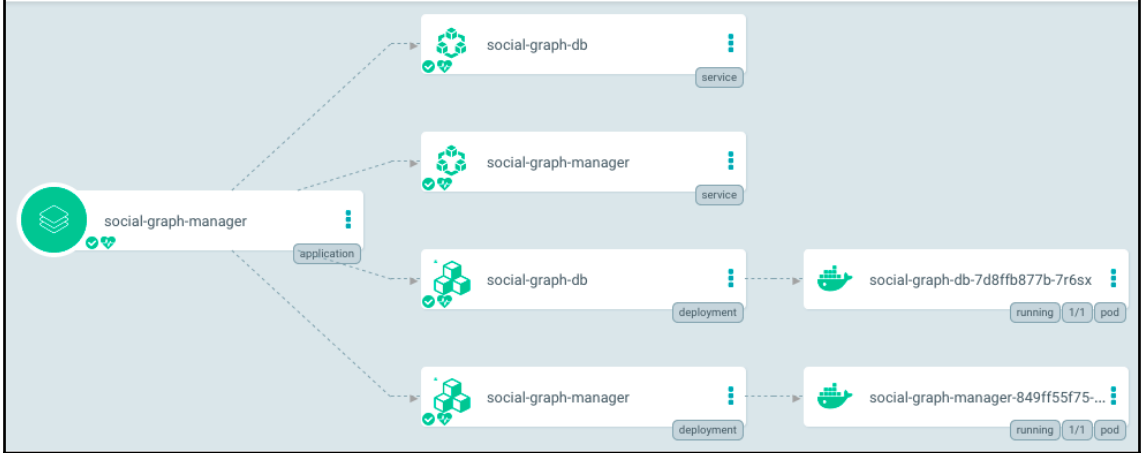 social-graph-db
service
social-graph-manager
service
social-graph-manager
application
social-graph-db
deployment
social-graph-db-7d8ffb877b-7r6sx
running 1/1 pod
social-graph-manager
deployment
social-graph-manager-849ff55f75-...
running 1/1 pod